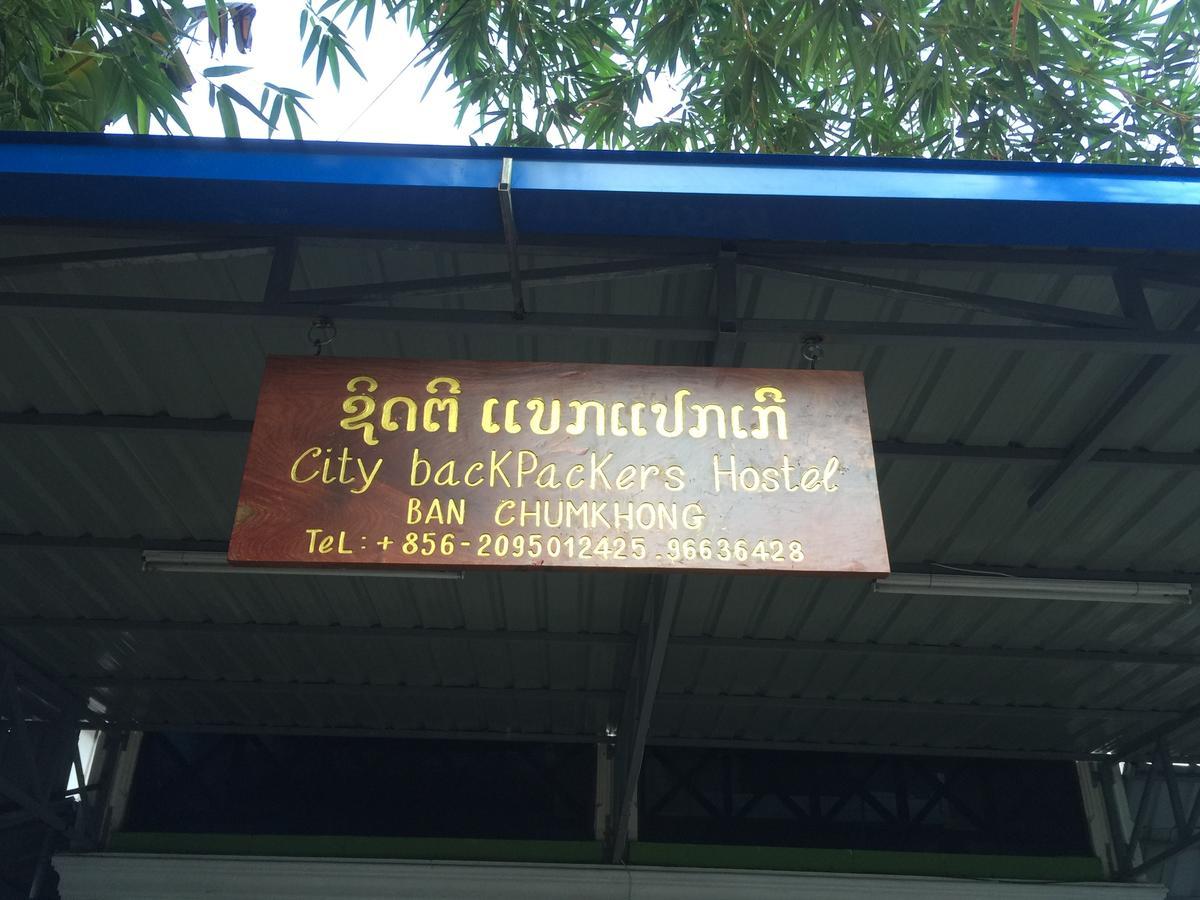 ຊິດຕີ ແບກແປກເກີ
City bacKPacKers Hostel
BAN CHUMKHONG
TeL : + 856-2095012425 .96636428